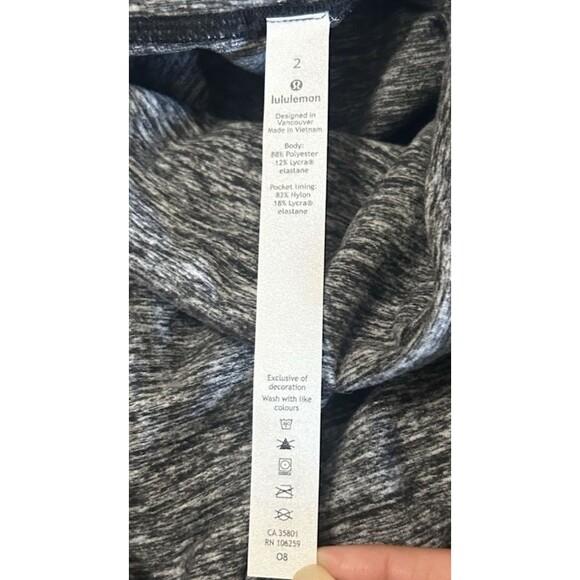 2
lululemon
Designed in
Vancouver
Made in Vietnam
Body:
88% Polyester
12% Lycra®
elastane
Pocket lining:
82% Nylon
18% Lycra®
elastane
Exclusive of
decoration
Wash with like
colours
CA 35801
RN 106259
08